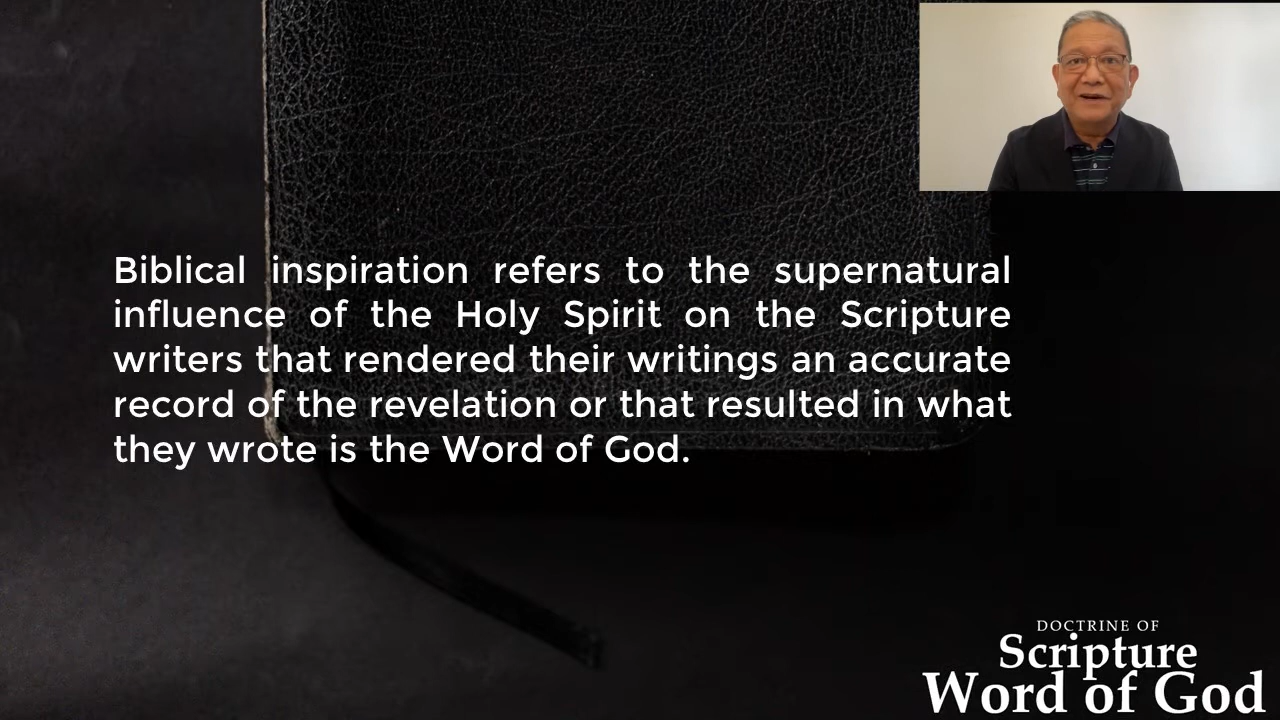 Biblical inspiration refers to the supernatural
influence of the Holy Spirit on the Scripture
writers that rendered their writings an accurate
record of the revelation or that resulted in what
they wrote is the Word of God.
DOCTRINE OF
Scripture
Word of God